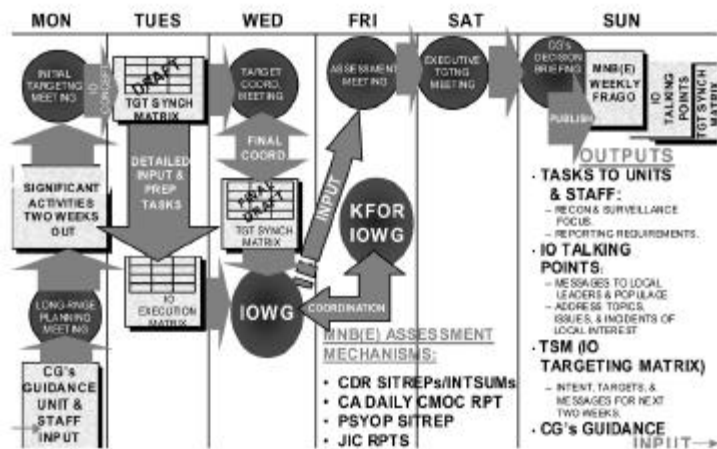 MON
TUES
WED
FRI
SAT
SUN
INITIAL
TARGETING
MEETING
IO
CONCEPT
DRAFT
TGT SYNCH
MATRIX
TARGET
COORD.
MEETING
ASSESSMENT
MEETING
EXECUTIVE
TGTNG
MEETING
CG's
DECISION
BRIEFING
PUBLISH
MNB(E)
WEEKLY
FRAGO
IO
TALKING
POINTS
TGT SYNCH
MATRIX
SIGNIFICANT
ACTIVITIES
TWO WEEKS
OUT
DETAILED
INPUT
& PREP
TASKS
FINAL
COORD
FINAL
DRAFT
TGT SYNCH
MATRIX
INPUT
KFOR
IOWG
LONG-RNGE
PLANNING
MEETING
IO
EXECUTION
MATRIX
IOWG
COORDINATION
CG's
GUIDANCE
UNIT &
STAFF
INPUT
MNB(E) ASSESSMENT
MECHANISMS:
• CDR SITREPs/INTSUMs
• CA DAILY CMOC RPT
• PSYOP SITREP
• JIC RPTS
OUTPUTS
• TASKS TO UNITS
& STAFF:
– RECON & SURVEILLANCE
FOCUS.
– REPORTING REQUIREMENTS.
• IO TALKING
POINTS:
– MESSAGES TO LOCAL
LEADERS & POPULACE
– ADDRESS TOPICS,
ISSUES, & INCIDENTS OF
LOCAL INTEREST
• TSM (IO
TARGETING MATRIX)
– INTENT, TARGETS, &
MESSAGES FOR NEXT
TWO WEEKS.
• CG's GUIDANCE
INPUT